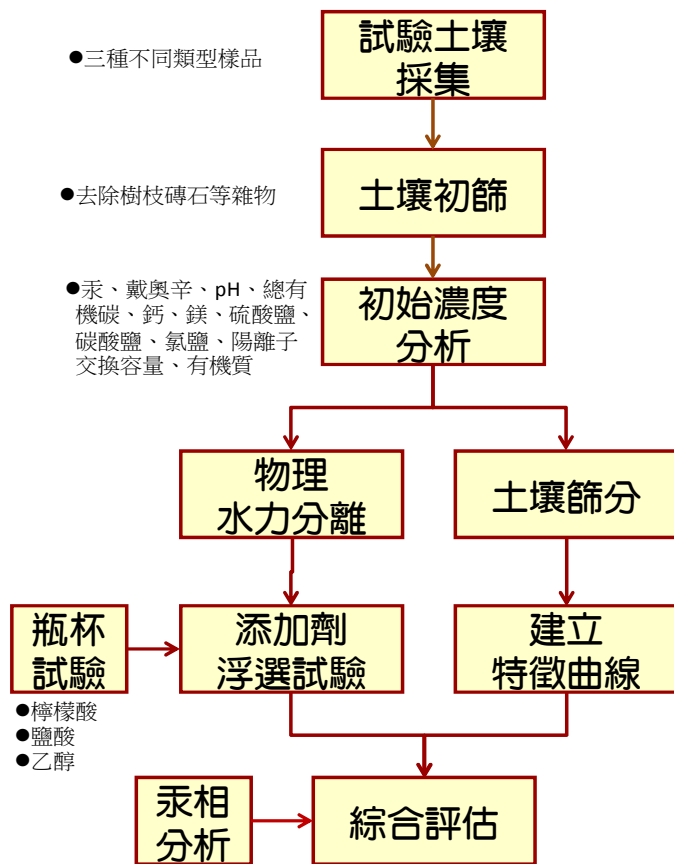 試驗土壤
採集
●三種不同類型樣品
土壤初篩
●去除樹枝磚石等雜物
初始濃度
分析
●汞、戴奧辛、pH、總有
機碳、鈣、鎂、硫酸鹽、
碳酸鹽、氯鹽、陽離子
交換容量、有機質
物理
水力分離
土壤篩分
瓶杯
試驗
添加劑
浮選試驗
建立
特徵曲線
●檸檬酸
●鹽酸
●乙醇
汞相
分析
綜合評估